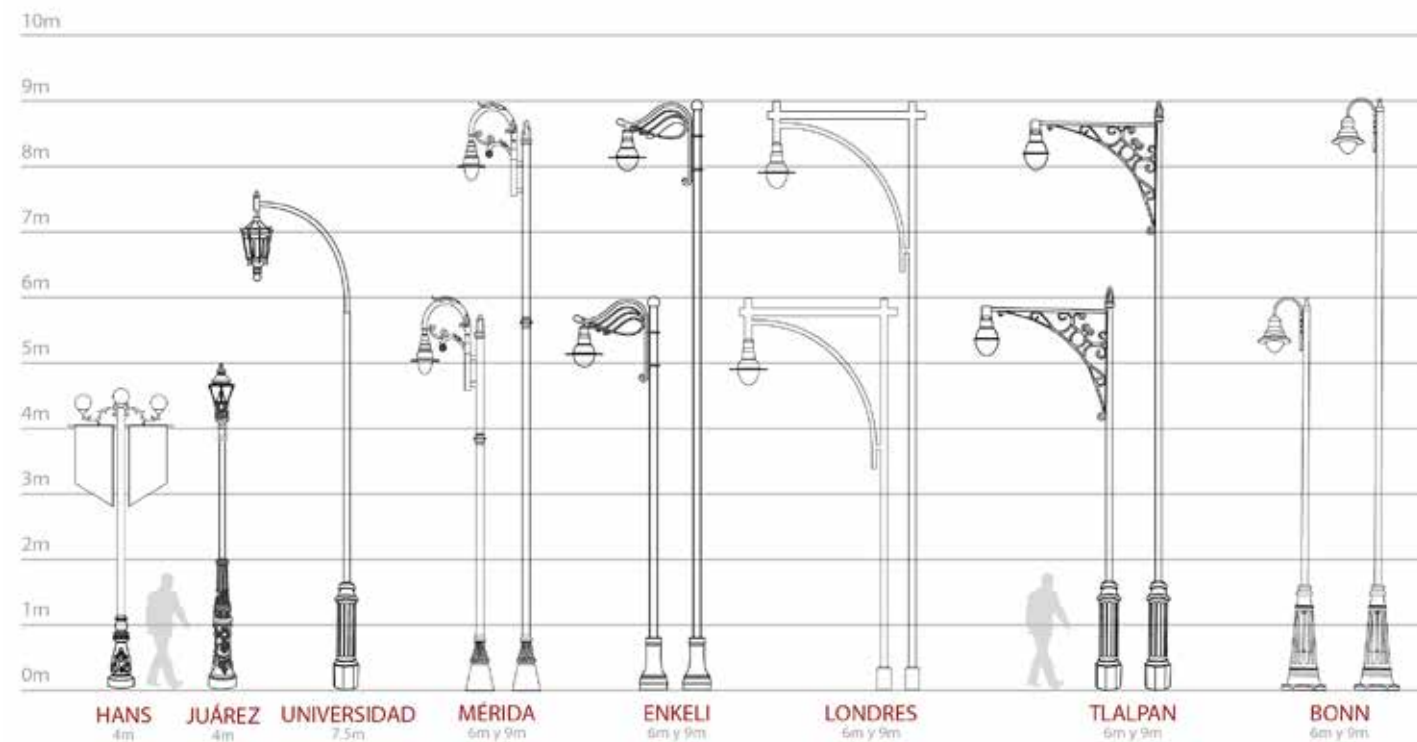 10m
9m
8m
7m
6m
5m
4m
3m
2m
1m
0m
HANS JUÁREZ UNIVERSIDAD MÉRIDA ENKELI LONDRES TLALPAN BONN
4m 4m 7.5m 6m y 9m 6m y 9m 6m y 9m 6m y 9m 6m y 9m